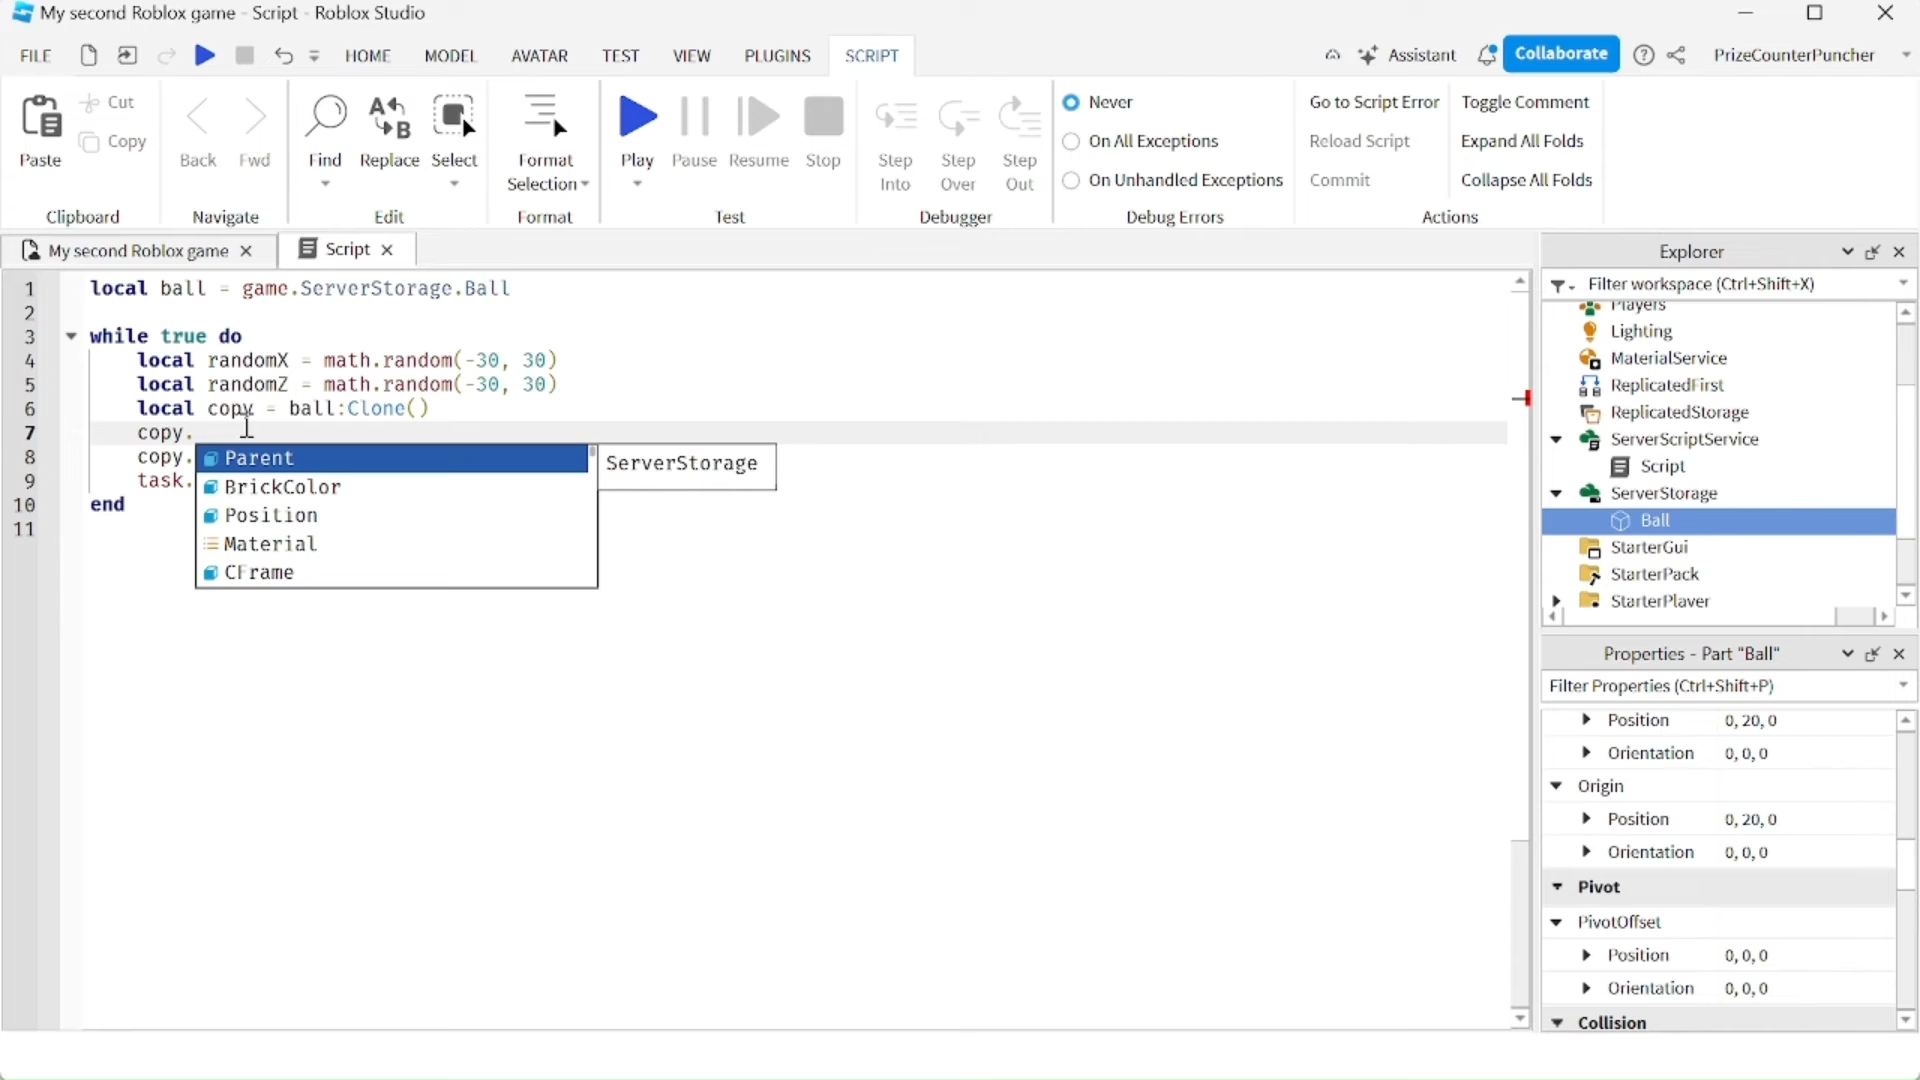 My second Roblox game - Script - Roblox Studio
FILE HOME MODEL AVATAR TEST VIEW PLUGINS SCRIPT Assistant Collaborate PrizeCounterPuncher
Paste Cut Copy
Back Fwd
Find Replace Select
Format Selection
Play Pause Resume Stop
Step Into Step Over Step Out
Never
On All Exceptions
On Unhandled Exceptions
Go to Script Error
Reload Script
Commit
Toggle Comment
Expand All Folds
Collapse All Folds
Clipboard Navigate Edit Format Test Debugger Debug Errors Actions
My second Roblox game Script
1 local ball = game.ServerStorage.Ball
2
3 while true do
4 local randomX = math.random(-30, 30)
5 local randomZ = math.random(-30, 30)
6 local copy = ball:Clone()
7 copy.
8 copy.
9 task.
10 end
11
Parent
BrickColor
Position
Material
CFrame
ServerStorage
Explorer
Filter workspace (Ctrl+Shift+X)
Players
Lighting
MaterialService
ReplicatedFirst
ReplicatedStorage
ServerScriptService
Script
ServerStorage
Ball
StarterGui
StarterPack
StarterPlayer
Properties - Part "Ball"
Filter Properties (Ctrl+Shift+P)
Position 0, 20, 0
Orientation 0, 0, 0
Origin
Position 0, 20, 0
Orientation 0, 0, 0
Pivot
PivotOffset
Position 0, 0, 0
Orientation 0, 0, 0
Collision